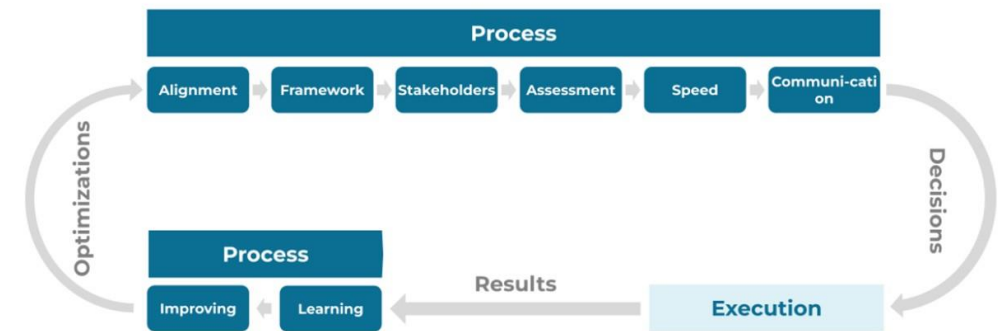 Process
Alignment
Framework
Stakeholders
Assessment
Speed
Communi-cati
on
Optimizations
Decisions
Process
Improving
Learning
Results
Execution